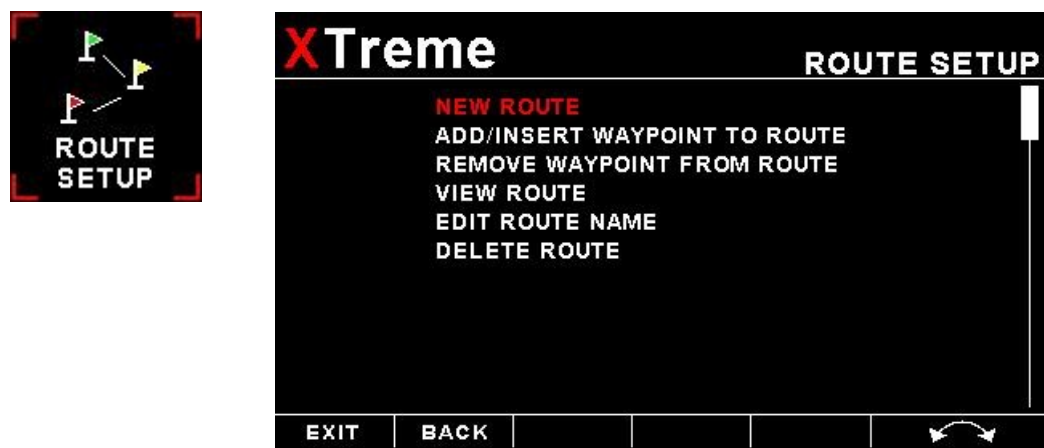 ROUTE
SETUP
XTreme
ROUTE SETUP
NEW ROUTE
ADD/INSERT WAYPOINT TO ROUTE
REMOVE WAYPOINT FROM ROUTE
VIEW ROUTE
EDIT ROUTE NAME
DELETE ROUTE
EXIT BACK